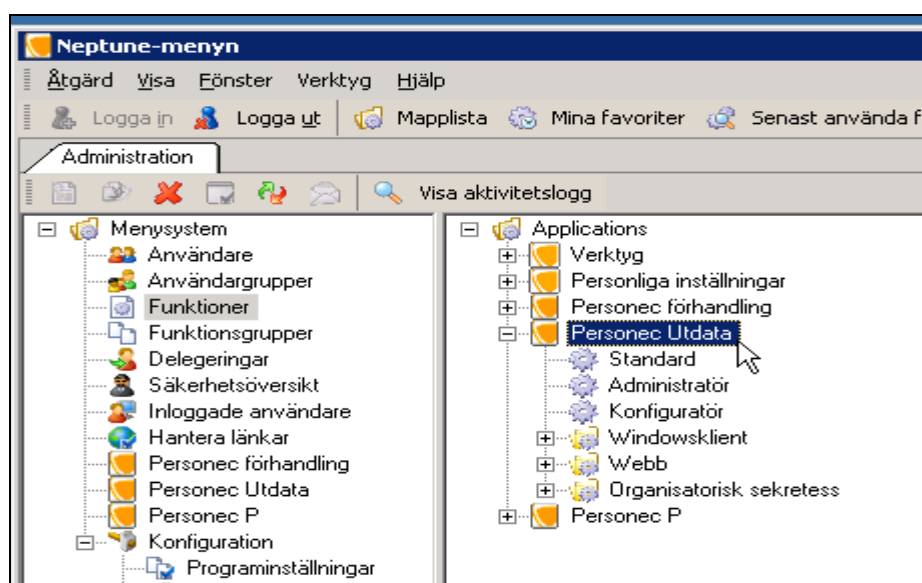 Neptune-menyn
Åtgärd Visa Fönster Verktyg Hjälp
Logga in Logga ut Mapplista Mina favoriter Senast använda f
Administration
Visa aktivitetslogg
Menysystem
Användare
Användargrupper
Funktioner
Funktionsgrupper
Delegeringar
Säkerhetsöversikt
Inloggade användare
Hantera länkar
Personec förhandling
Personec Utdata
Personec P
Konfiguration
Programinställningar
Applications
Verktyg
Personliga inställningar
Personec förhandling
Personec Utdata
Standard
Administratör
Konfiguratör
Windowsklient
Webb
Organisatorisk sekretess
Personec P